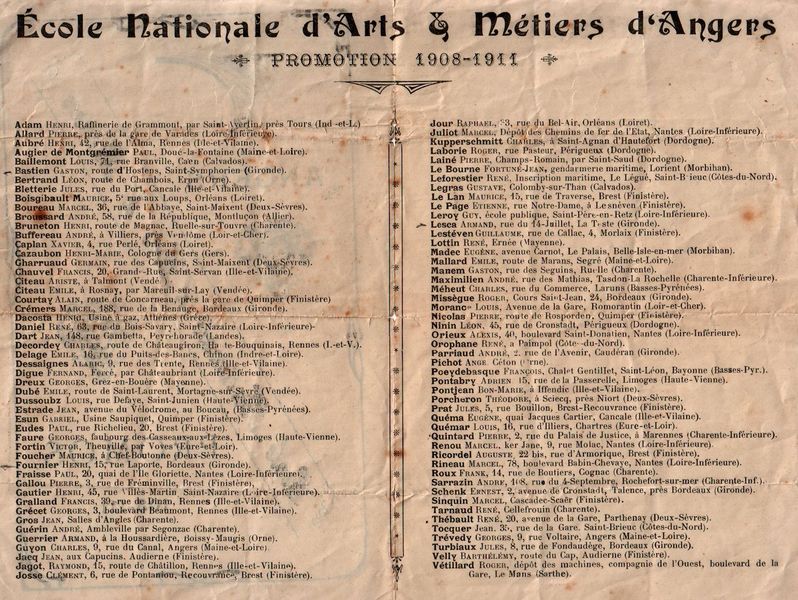 École Nationale d'Arts & Métiers d'Angers
PROMOTION 1908-1911
Adam HENRI, Raffinerie de Grammont, par Saint-Avertin, près Tours (Ind-et-L.)
Allard PIERRE, près de la gare de Varades (Loire-Inférieure).
Aubré HENRI, 42, rue de l'Alma, Rennes (Ille-et-Vilaine).
Augier de Montgrémier PAUL, Doué-la-Fontaine (Maine-et-Loire).
Baillemont LOUIS, 71, rue Branville, Caen (Calvados).
Bastien GASTON, route d'Hostens, Saint-Symphorien (Gironde).
Bertrand LÉON, route de Chambois, Exmes (Orne).
Bletterie JULES, rue du Port, Cancale (Ille-et-Vilaine).
Boisgibault MAURICE, 5 rue aux Loups, Orléans (Loiret).
Boureau MARCEL, 36, rue de l'Abbaye, Saint-Maixent (Deux-Sèvres).
Broussard ANDRÉ, 58, rue de la République, Montluçon (Allier).
Bruneton HENRI, route de Magnac, Ruelle-sur-Touvre (Charente).
Buffereau ANDRÉ, à Villiers, près Vendôme (Loir-et-Cher).
Caplan XAVIER, 4, rue Perlé, Orléans (Loiret).
Cazaubon HENRI-MARIE, Cologne du Gers (Gers).
Charruaud GERMAIN, rue des Capucins, Saint-Maixent (Deux-Sèvres).
Chauvel FRANCIS, 20, Grand-Rue, Saint-Servan (Ille-et-Vilaine).
Citeau ARISTE, à Talmont (Vendée)
Citeau EMILE, à Rosnay, par Mareuil-sur-Lay (Vendée).
Courtay ALAIN, route de Concarneau, près la gare de Quimper (Finistère)
Crémers MARCEL, 188, rue de la Benauge, Bordeaux (Gironde).
Dacosta HENRI, Usine à gaz, Athènes (Grèce).
Daniel RENÉ, 63, rue du Bois-Savary, Saint-Nazaire (Loire-Inférieure).
Dart JEAN, 148, rue Gambetta, Peyrehorade (Landes).
Decordey CHARLES, route de Châteaugiron, Haute-Bouquinais, Rennes (I.-et-V.).
Delage EMILE, 16, rue du Puits-des-Bancs, Chinon (Indre-et-Loire).
Dessaignes ALARIC, 9, rue des Trente, Rennes (Ille-et-Vilaine).
Digue FERNAND, Fercé, par Châteaubriant (Loire-Inférieure).
Dreux GEORGES, Grez-en-Bouère (Mayenne).
Dubé EMILE, route de Saint-Laurent, Mortagne-sur-Sèvre (Vendée).
Dussoubz LOUIS, rue Defaye, Saint-Junien (Haute-Vienne).
Estrade JEAN, avenue du Vélodrome, au Boucau, (Basses-Pyrénées).
Esun GABRIEL, Usine Saupiquet, Quimper (Finistère).
Eudes PAUL, rue Richelieu, 20, Brest (Finistère).
Faure GEORGES, faubourg des Casseaux-aux-Lèzes, Limoges (Haute-Vienne).
Fortin VICTOR, Theuville, par Voves (Eure-et-Loir).
Foucher MAURICE, à Chef-Boutonne (Deux-Sèvres).
Fournier HENRI, 15, rue Laporte, Bordeaux (Gironde).
Fraisse PAUL, 20, quai de l'Ile Gloriette, Nantes (Loire-Inférieure).
Gallou PIERRE, 3, rue de Fréminville, Brest (Finistère),
Gautier HENRI, 45, rue Villès-Martin Saint-Nazaire (Loire-Inférieure).
Gralland FRANCIS, 39, rue de Dinan, Rennes (Ille-et-Vilaine).
Grécet GEORGES, 3, boulevard Beaumont, Rennes (Ille-et-Vilaine).
Gros JEAN, Salles d'Angles (Charente).
Guérin ANDRÉ, Ambleville par Segonzac (Charente).
Guerrier ARMAND, à la Houssardière, Boissy-Maugis (Orne).
Guyon CHARLES, 9, rue du Canal, Angers (Maine-et-Loire)
Jacq JEAN, aux Capucins, Audierne (Finistère).
Jagot, RAYMOND, 15, route de Châtillon, Rennes (Ille-et-Vilaine).
Josse CLÉMENT, 6, rue de Pontaniou, Recouvrance, Brest (Finistère).
Jour RAPHAEL, 33, rue du Bel-Air, Orléans (Loiret).
Juliot MARCEL, Dépôt des Chemins de fer de l'Etat, Nantes (Loire-Inférieure).
Kupperschmitt CHARLES, à Saint-Agnan d'Hautefort (Dordogne).
Laborie ROGER, rue Pasteur, Périgueux (Dordogne).
Lainé PIERRE, Champs-Romain, par Saint-Saud (Dordogne).
Le Bourne FORTUNÉ-JEAN, gendarmerie maritime, Lorient (Morbihan).
Leforestier RENÉ, Inscription maritime, Le Légué, Saint-Brieuc (Côtes-du-Nord).
Legras GUSTAVE, Colomby-sur-Than (Calvados).
Le Lan MAURICE, 15, rue de Traverse, Brest (Finistère).
Le Page ÉTIENNE, rue Notre-Dame, à Lesnéven (Finistère).
Leroy GUY, école publique, Saint-Père-en-Retz (Loire-Inférieure).
Lesca ARMAND, rue du 14-Juillet, La Teste (Gironde).
Lestéven GUILLAUME, rue de Callac, 4, Morlaix (Finistère).
Lottin RENÉ, Ernée (Mayenne).
Madec EUGÈNE, avenue Carnot, Le Palais, Belle-Isle-en-mer (Morbihan).
Mallard EMILE, route de Marans, Segré (Maine-et-Loire).
Manem GASTON, rue des Seguins, Ruelle (Charente).
Maximilien ANDRÉ, rue des Mathias, Tasdon-La Rochelle (Charente-Inférieure).
Méheut CHARLES, rue du Commerce, Laruns (Basses-Pyrénées).
Missègue ROGER, Cours Saint-Jean, 24, Bordeaux (Gironde).
Morane LOUIS, Avenue de la Gare, Romorantin (Loir-et-Cher).
Nicolas PIERRE, route de Rosporden, Quimper (Finistère).
Ninin LÉON, 45, rue de Cronstadt, Périgueux (Dordogne).
Orieux ALEXIS, 40, boulevard Saint-Donatien, Nantes (Loire-Inférieure).
Orophane RENÉ, à Paimpol (Côtes-du-Nord).
Parriaud ANDRÉ, 2, rue de l'Avenir, Caudéran (Gironde).
Pichot ANGE, Céton (Orne).
Poeydebasque FRANÇOIS, Chalet Gentillet, Saint-Léon, Bayonne (Basses-Pyr.).
Pontabry ADRIEN 15, rue de la Passerelle, Limoges (Haute-Vienne).
Pontjean BON-MARIE, à Iffendic (Ille-et-Vilaine).
Porcheron THÉODORE, à Sciecq, près Niort (Deux-Sèvres).
Prat JULES, 5, rue Bouillon, Brest-Recouvrance (Finistère).
Quéma EUGÈNE, quai Jacques Cartier, Cancale (Ille-et-Vilaine).
Quémar LOUIS, 16, rue d'Illiers, Chartres (Eure-et-Loir).
Quintard PIERRE, 2, rue du Palais de Justice, à Marennes (Charente-Inférieure).
Renou MARCEL, ker Jane, 9, rue Molac, Nantes (Loire-Inférieure).
Ricordel AUGUSTE, 22 bis, rue d'Armorique, Brest (Finistère).
Rineau MARCEL, 78, boulevard Babin-Chevaye, Nantes (Loire-Inférieure).
Roux FRANK, 14, rue de Boutiers, Cognac (Charente).
Sarrazin ANDRÉ, 108, rue du 4-Septembre, Rochefort-sur-mer (Charente-Inf.).
Schenk ERNEST, 2, avenue de Cronstadt, Talence, près Bordeaux (Gironde).
Sinquin MARCEL, Cascadec-Scaër (Finistère).
Tarnaud RENÉ, Cellefrouin (Charente).
Thébault RENÉ, 20, avenue de la Gare, Parthenay (Deux-Sèvres).
Tocquer JEAN, rue de la Gare, Saint-Brieuc (Côtes-du-Nord).
Trévedy GEORGES, 9, rue Voltaire, Angers (Maine-et-Loire).
Turbiaux JULES, 8, rue de Fondaudège, Bordeaux (Gironde).
Velly BARTHÉLÉMY, route du Cap, Audierne (Finistère).
Vétillard ROGER, dépôt des machines, compagnie de l'Ouest, boulevard de la
Gare, Le Mans (Sarthe).